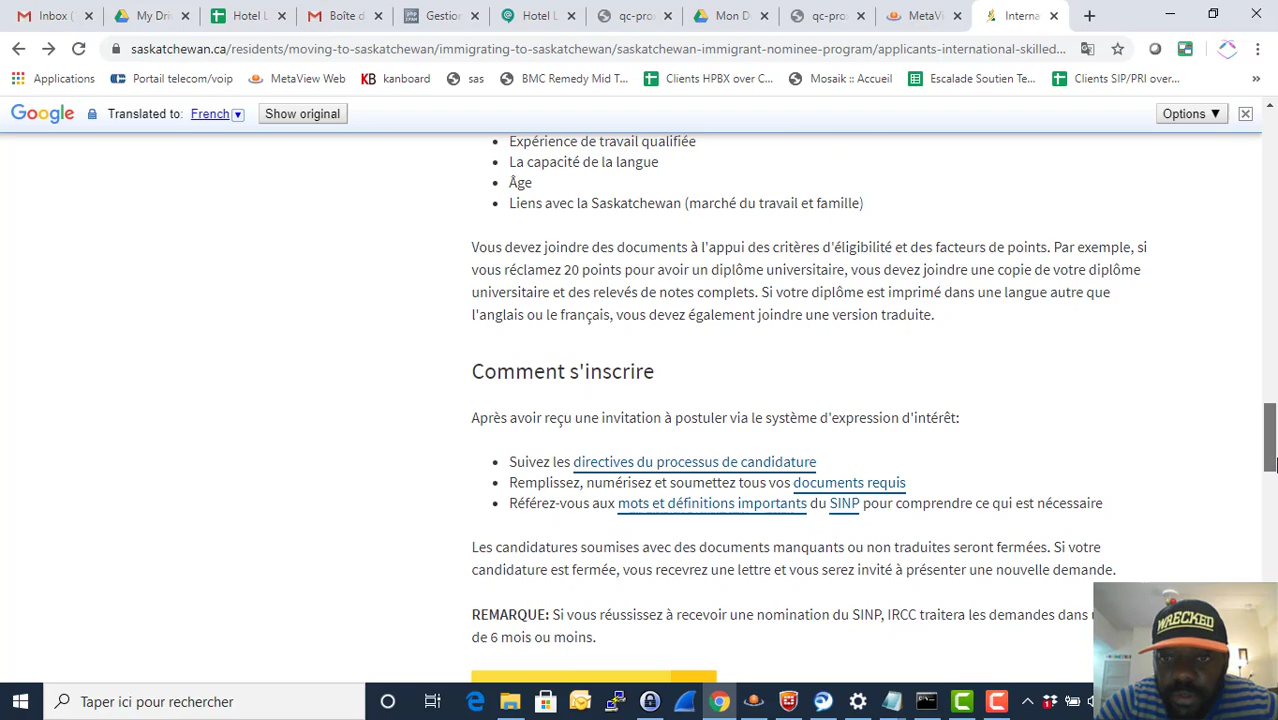 Inbox (
My Dri
Hotel L
Boîte d
Gestior
Hotel L
qc-pro
Mon D
qc-pro
MetaVi
Interna
saskatchewan.ca/residents/moving-to-saskatchewan/immigrating-to-saskatchewan/saskatchewan-immigrant-nominee-program/applicants-international-skilled...
Applications
Portail telecom/voip
MetaView Web
KB kanboard
sas
BMC Remedy Mid T...
Clients HPBX over C...
Mosaik :: Accueil
Escalade Soutien Te...
Clients SIP/PRI over...
»
Google Translated to: French Show original Options ▼
• Expérience de travail qualifiée
• La capacité de la langue
• Âge
• Liens avec la Saskatchewan (marché du travail et famille)
Vous devez joindre des documents à l'appui des critères d'éligibilité et des facteurs de points. Par exemple, si
vous réclamez 20 points pour avoir un diplôme universitaire, vous devez joindre une copie de votre diplôme
universitaire et des relevés de notes complets. Si votre diplôme est imprimé dans une langue autre que
l'anglais ou le français, vous devez également joindre une version traduite.
Comment s'inscrire
Après avoir reçu une invitation à postuler via le système d'expression d'intérêt:
• Suivez les directives du processus de candidature
• Remplissez, numérisez et soumettez tous vos documents requis
• Référez-vous aux mots et définitions importants du SINP pour comprendre ce qui est nécessaire
Les candidatures soumises avec des documents manquants ou non traduites seront fermées. Si votre
candidature est fermée, vous recevrez une lettre et vous serez invité à présenter une nouvelle demande.
REMARQUE: Si vous réussissez à recevoir une nomination du SINP, IRCC traitera les demandes dans
de 6 mois ou moins.
WRECKED
Taper ici pour rechercher